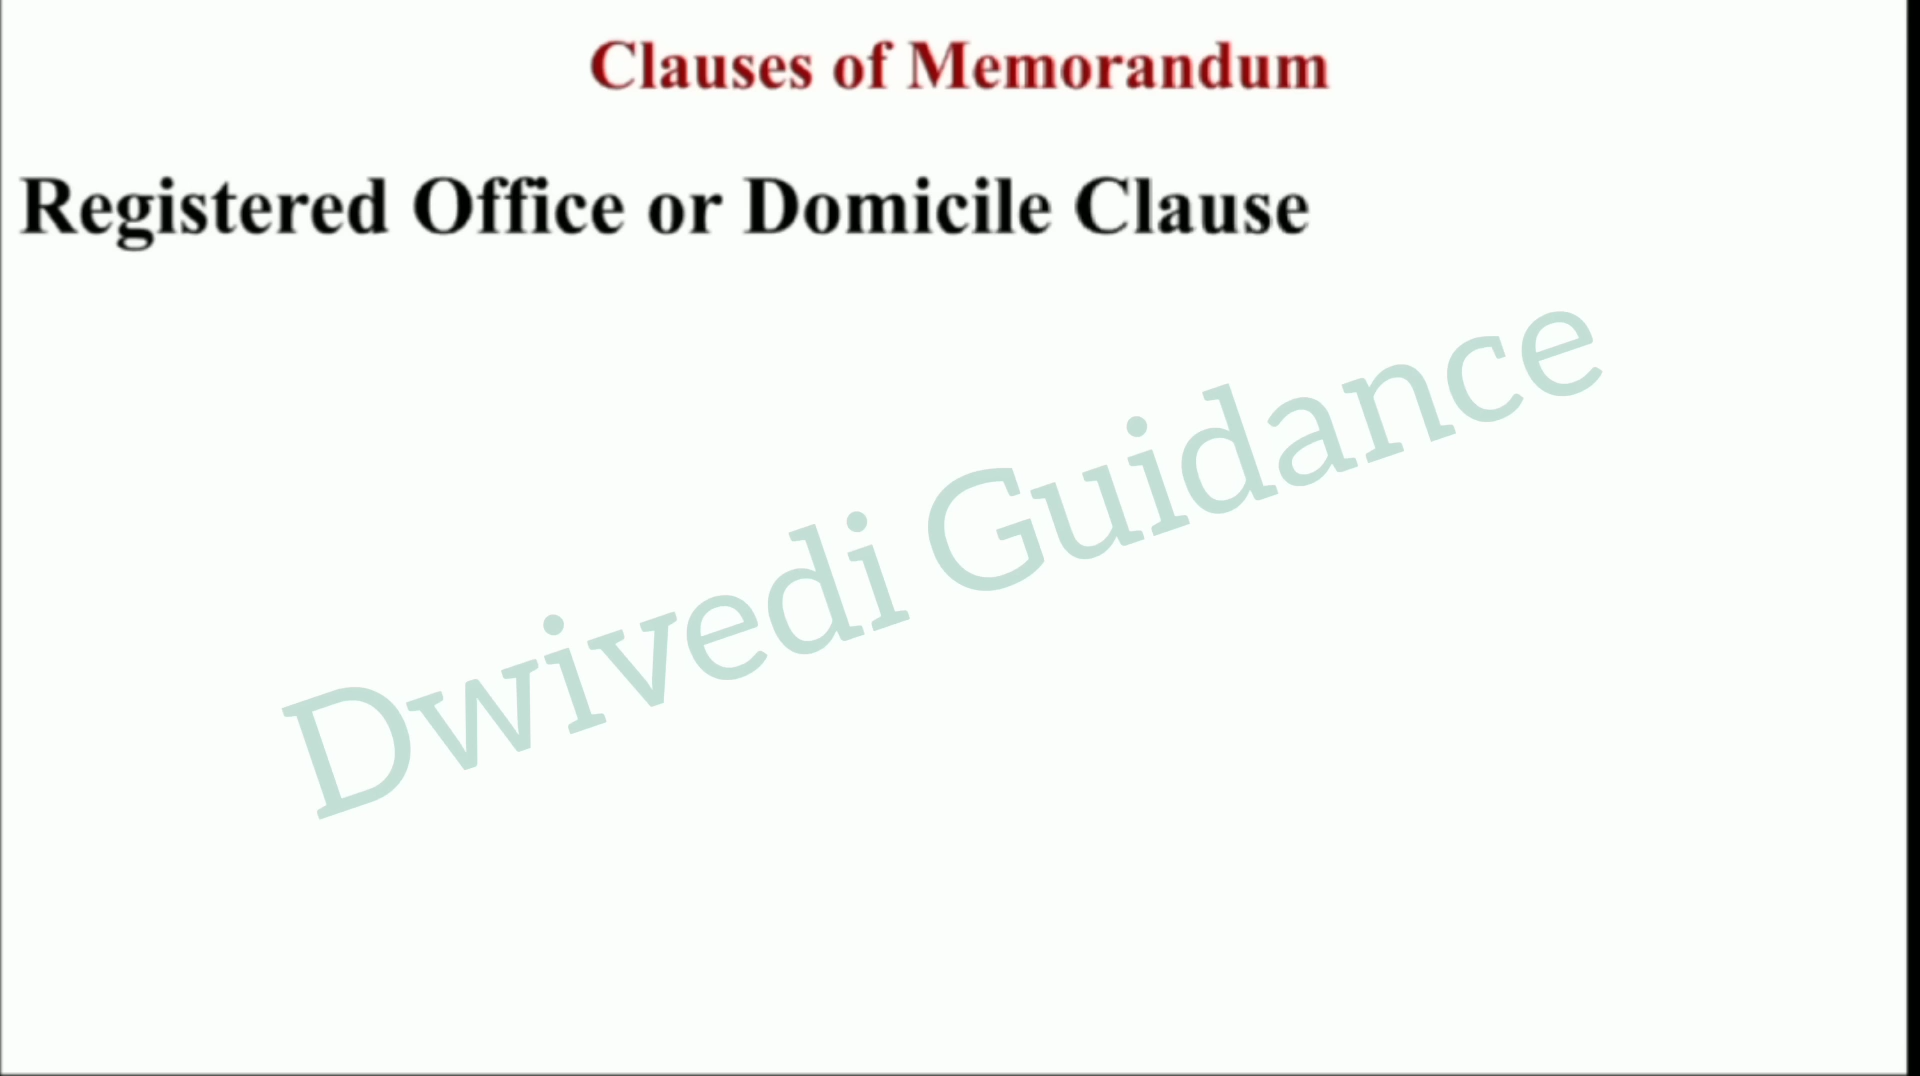 Clauses of Memorandum
Registered Office or Domicile Clause
Dwivedi Guidance